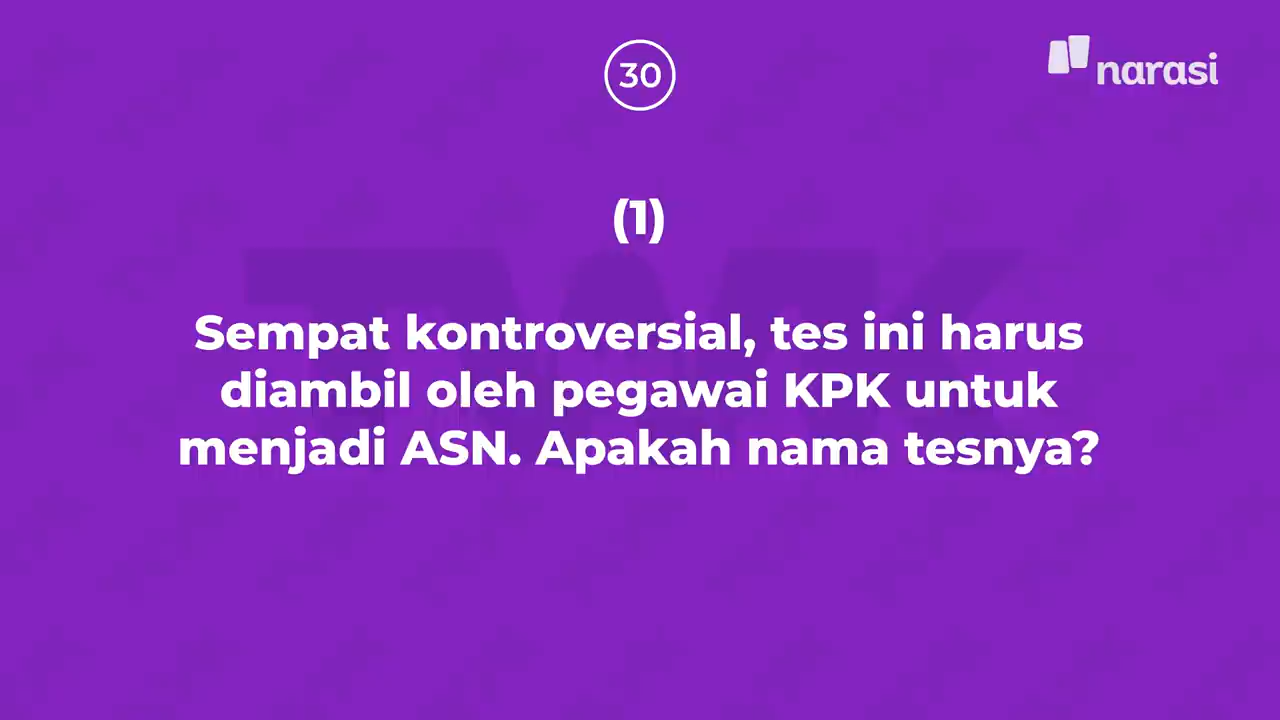 30
narasi
(1)
Sempat kontroversial, tes ini harus
diambil oleh pegawai KPK untuk
menjadi ASN. Apakah nama tesnya?